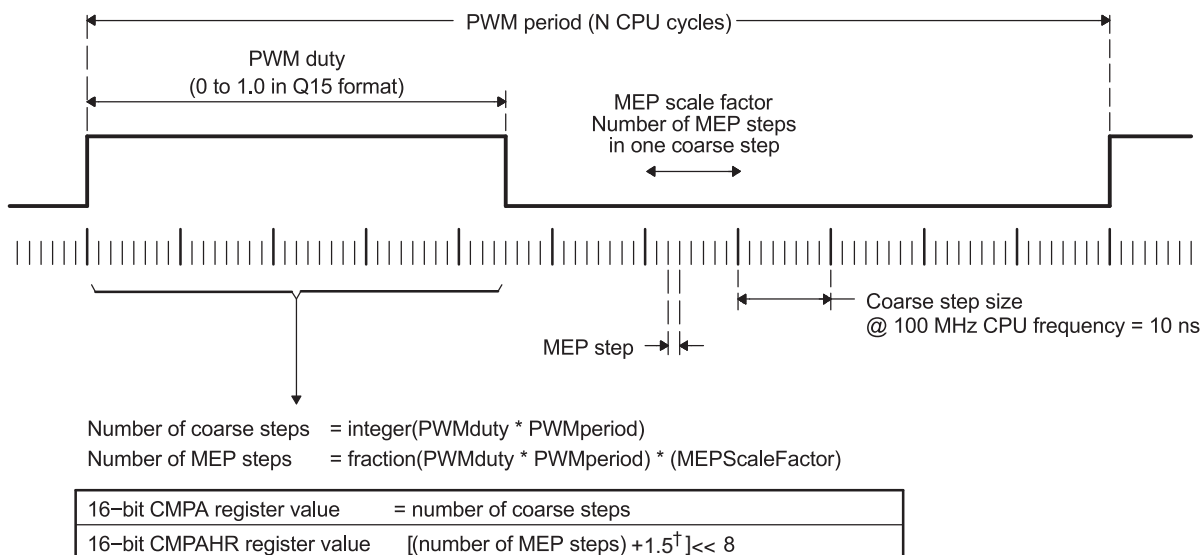 PWM period (N CPU cycles)
PWM duty
(0 to 1.0 in Q15 format)
MEP scale factor
Number of MEP steps
in one coarse step
Coarse step size
@ 100 MHz CPU frequency = 10 ns
MEP step
Number of coarse steps = integer(PWMduty * PWMperiod)
Number of MEP steps = fraction(PWMduty * PWMperiod) * (MEPScaleFactor)
16−bit CMPA register value = number of coarse steps
16−bit CMPAHR register value [(number of MEP steps) +1.5†]<< 8